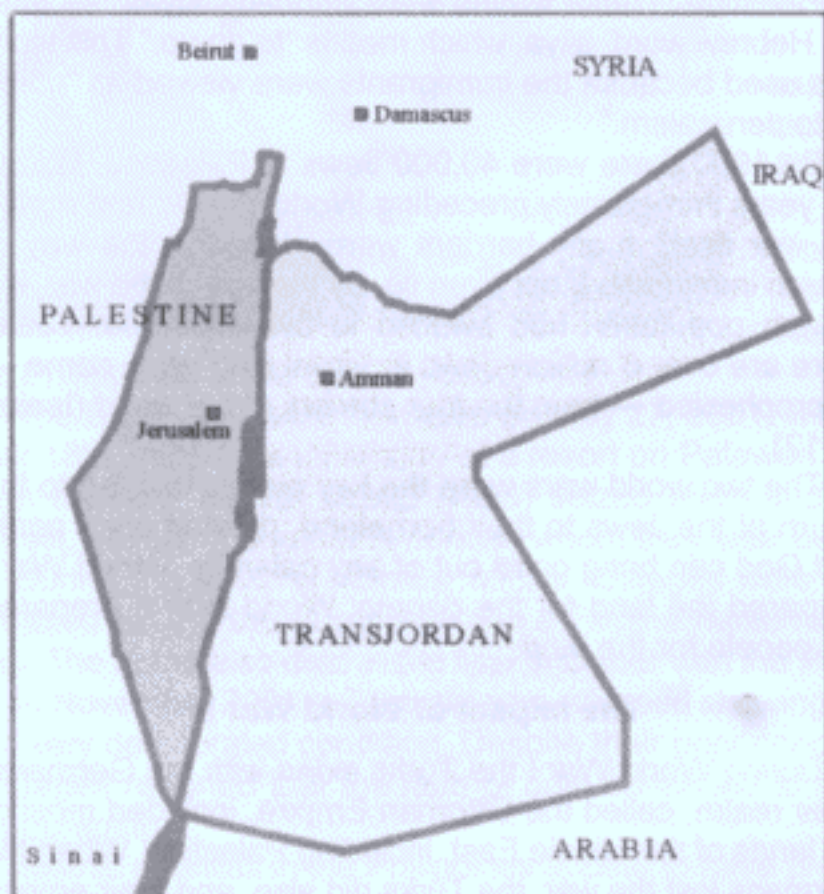 Beirut
SYRIA
Damascus
IRAQ
PALESTINE
Amman
Jerusalem
TRANSJORDAN
Sinai
ARABIA